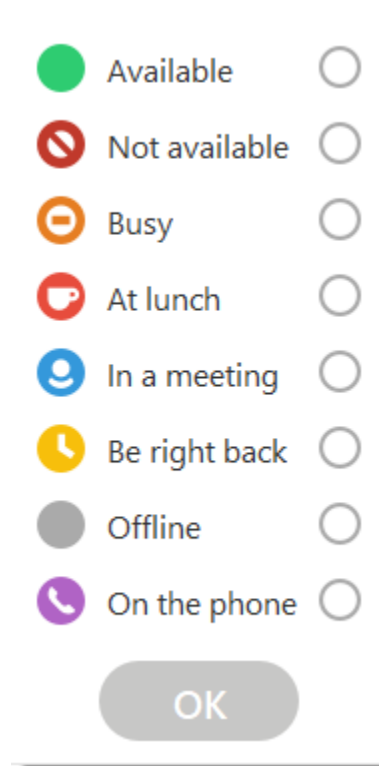 Available
Not available
Busy
At lunch
In a meeting
Be right back
Offline
On the phone
OK